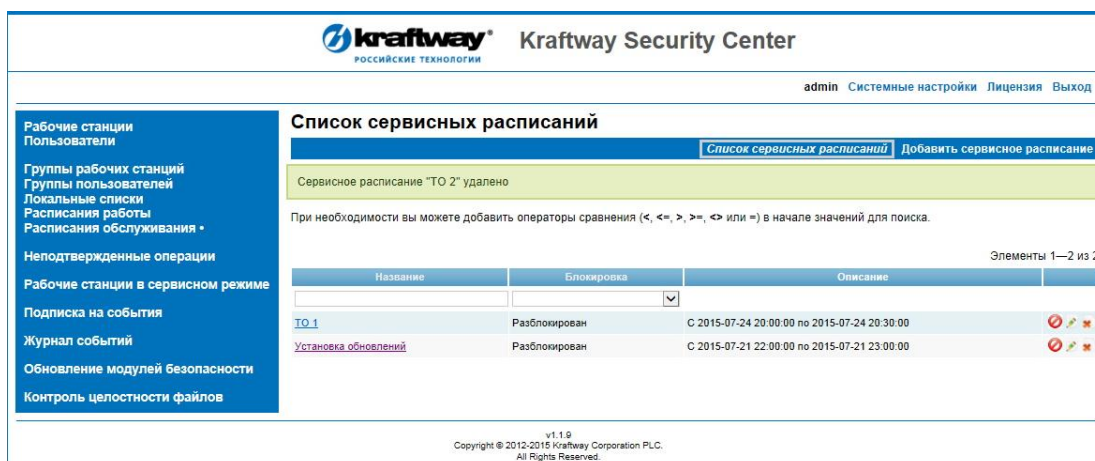 kraftway®
РОССИЙСКИЕ ТЕХНОЛОГИИ
Kraftway Security Center
admin Системные настройки Лицензия Выход
Рабочие станции
Пользователи
Группы рабочих станций
Группы пользователей
Локальные списки
Расписания работы
Расписания обслуживания •
Неподтвержденные операции
Рабочие станции в сервисном режиме
Подписка на события
Журнал событий
Обновление модулей безопасности
Контроль целостности файлов
Список сервисных расписаний
Список сервисных расписаний Добавить сервисное расписание
Сервисное расписание "ТО 2" удалено
При необходимости вы можете добавить операторы сравнения (<, <=, >, >=, <> или =) в начале значений для поиска.
Элементы 1—2 из 2
Название Блокировка Описание
ТО 1 Разблокирован С 2015-07-24 20:00:00 по 2015-07-24 20:30:00
Установка обновлений Разблокирован С 2015-07-21 22:00:00 по 2015-07-21 23:00:00
v1.1.9
Copyright © 2012-2015 Kraftway Corporation PLC.
All Rights Reserved.